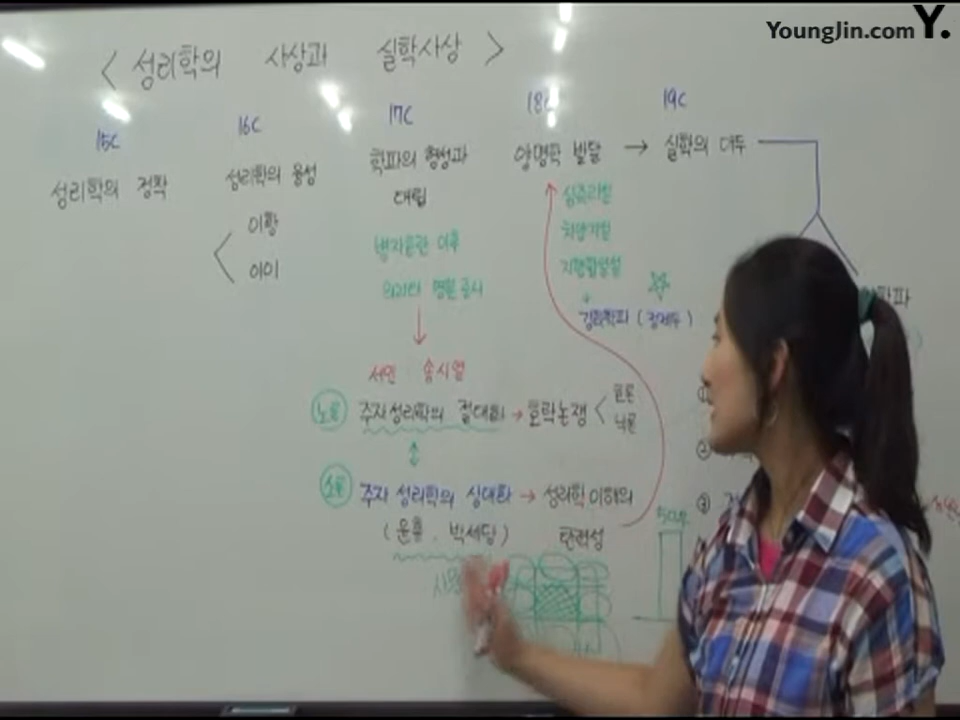 YoungJin.com Y.
< 성리학의 사상과 실학사상 >
15C
16C
17C
18C
19C
성리학의 정착
성리학의 융성
이황
이이
학파의 형성과
대립
병자호란 이후
의리와 명분 중시
서인 송시열
노론 주자성리학의 절대화 → 호락논쟁 < 호론
낙론
소론 주자 성리학의 상대화 → 성리학 이해의
(윤휴, 박세당)
탄력성
양명학 발달 → 실학의 대두
심즉리설
치양지설
지행합일설
강화학파 (정제두)
학파
①
②
③